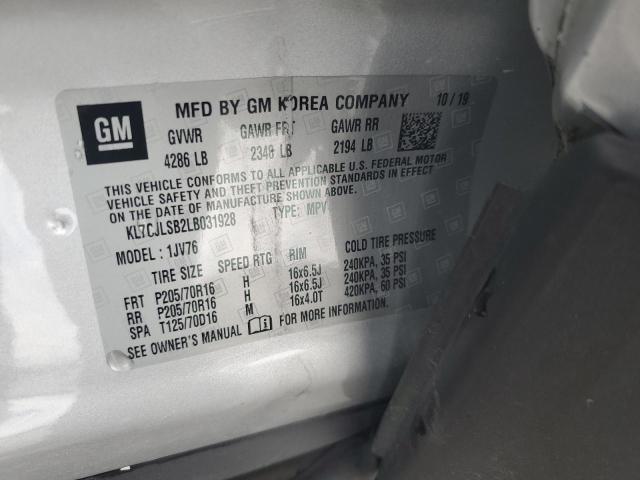 GM
MFD BY GM KOREA COMPANY 10/19
GVWR GAWR FRT GAWR RR
4286 LB 2348 LB 2194 LB
THIS VEHICLE CONFORMS TO ALL APPLICABLE U.S. FEDERAL MOTOR
VEHICLE SAFETY AND THEFT PREVENTION STANDARDS IN EFFECT
ON THE DATE OF MANUFACTURE SHOWN ABOVE.
KL7CJLSB2LB031928 TYPE: MPV
MODEL: 1JV76
TIRE SIZE SPEED RTG RIM COLD TIRE PRESSURE
FRT P205/70R16 H 16x6.5J 240KPA, 35 PSI
RR P205/70R16 H 16x6.5J 240KPA, 35 PSI
SPA T125/70D16 M 16x4.0T 420KPA, 60 PSI
SEE OWNER'S MANUAL FOR MORE INFORMATION.